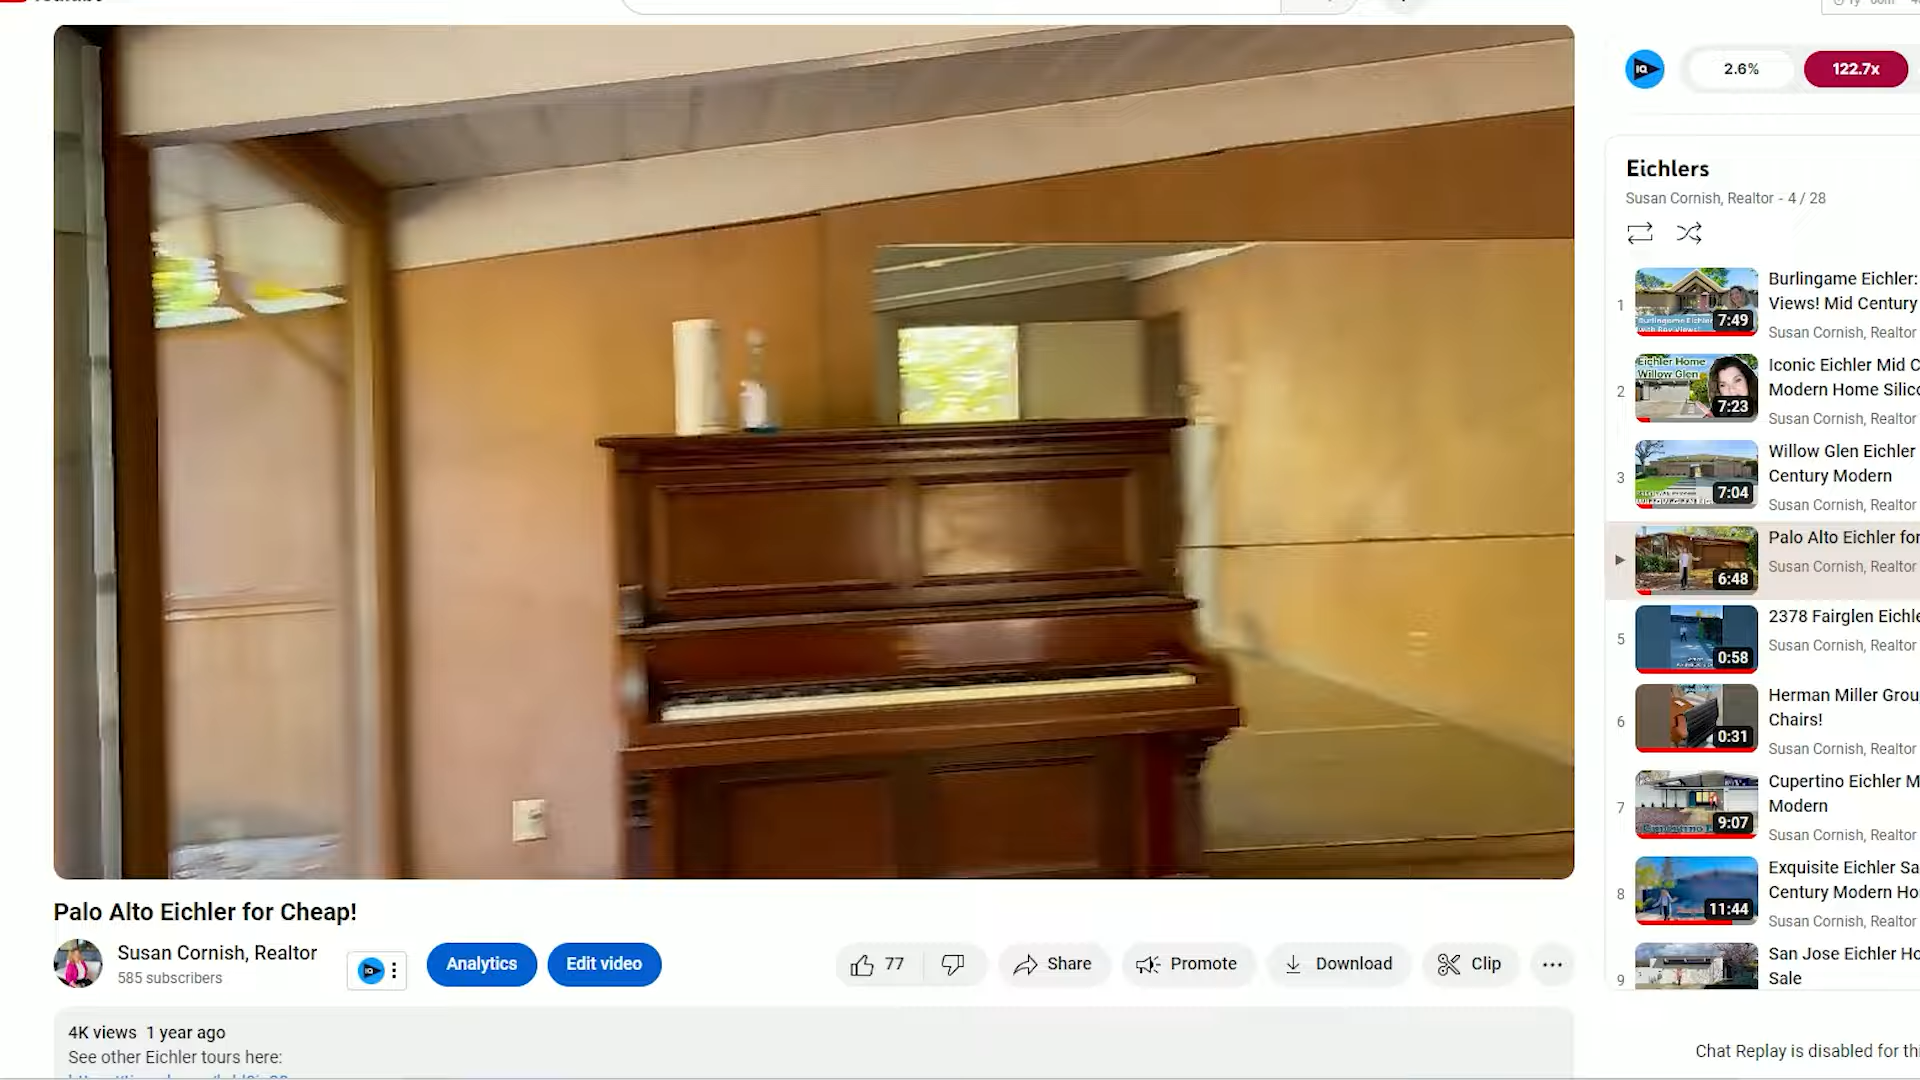 2.6%
122.7x
Eichlers
Susan Cornish, Realtor - 4 / 28
1
7:49
Burlingame Eichler:
Views! Mid Century
Susan Cornish, Realtor
2
Eichler Home
Willow Glen
7:23
Iconic Eichler Mid C
Modern Home Silico
Susan Cornish, Realtor
3
7:04
Willow Glen Eichler
Century Modern
Susan Cornish, Realtor
6:48
Palo Alto Eichler for
Susan Cornish, Realtor
5
0:58
2378 Fairglen Eichle
Susan Cornish, Realtor
6
0:31
Herman Miller Grou
Chairs!
Susan Cornish, Realtor
7
9:07
Cupertino Eichler M
Modern
Susan Cornish, Realtor
8
11:44
Exquisite Eichler Sa
Century Modern Ho
Susan Cornish, Realtor
9
San Jose Eichler Ho
Sale
Palo Alto Eichler for Cheap!
Susan Cornish, Realtor
585 subscribers
IQ
Analytics
Edit video
77
Share
Promote
Download
Clip
4K views 1 year ago
See other Eichler tours here:
Chat Replay is disabled for thi